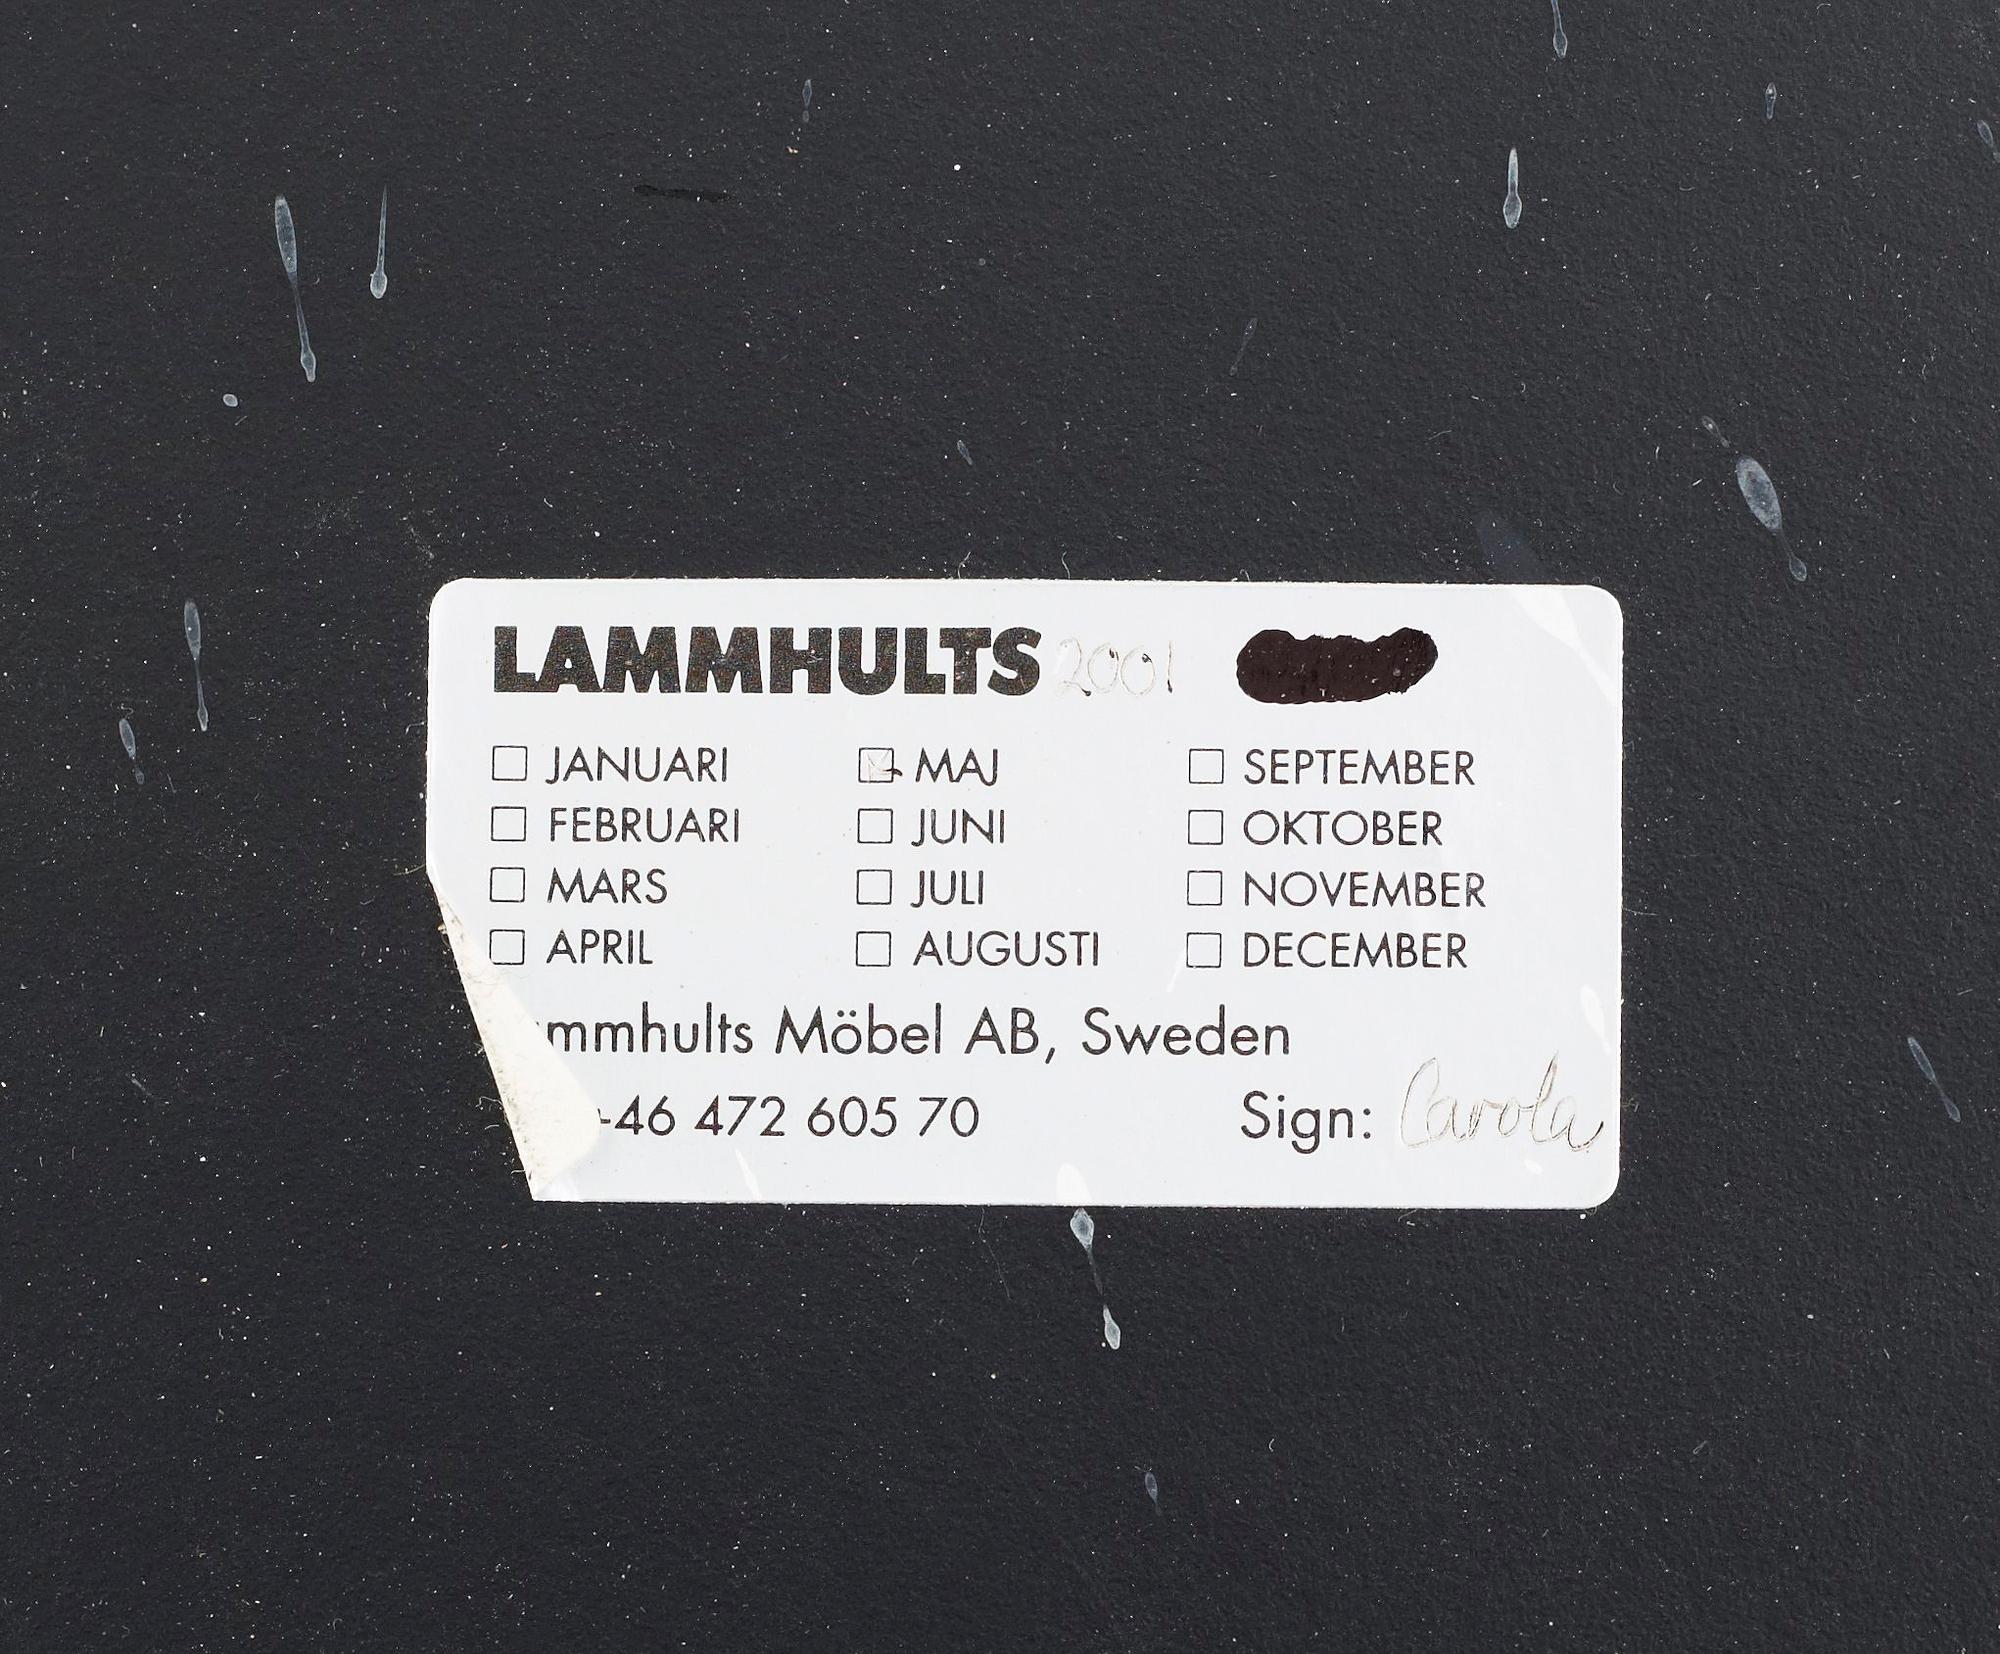 LAMMHULTS 2001
JANUARI MAJ SEPTEMBER
FEBRUARI JUNI OKTOBER
MARS JULI NOVEMBER
APRIL AUGUSTI DECEMBER
mmhults Möbel AB, Sweden
+46 472 605 70 Sign: Carola